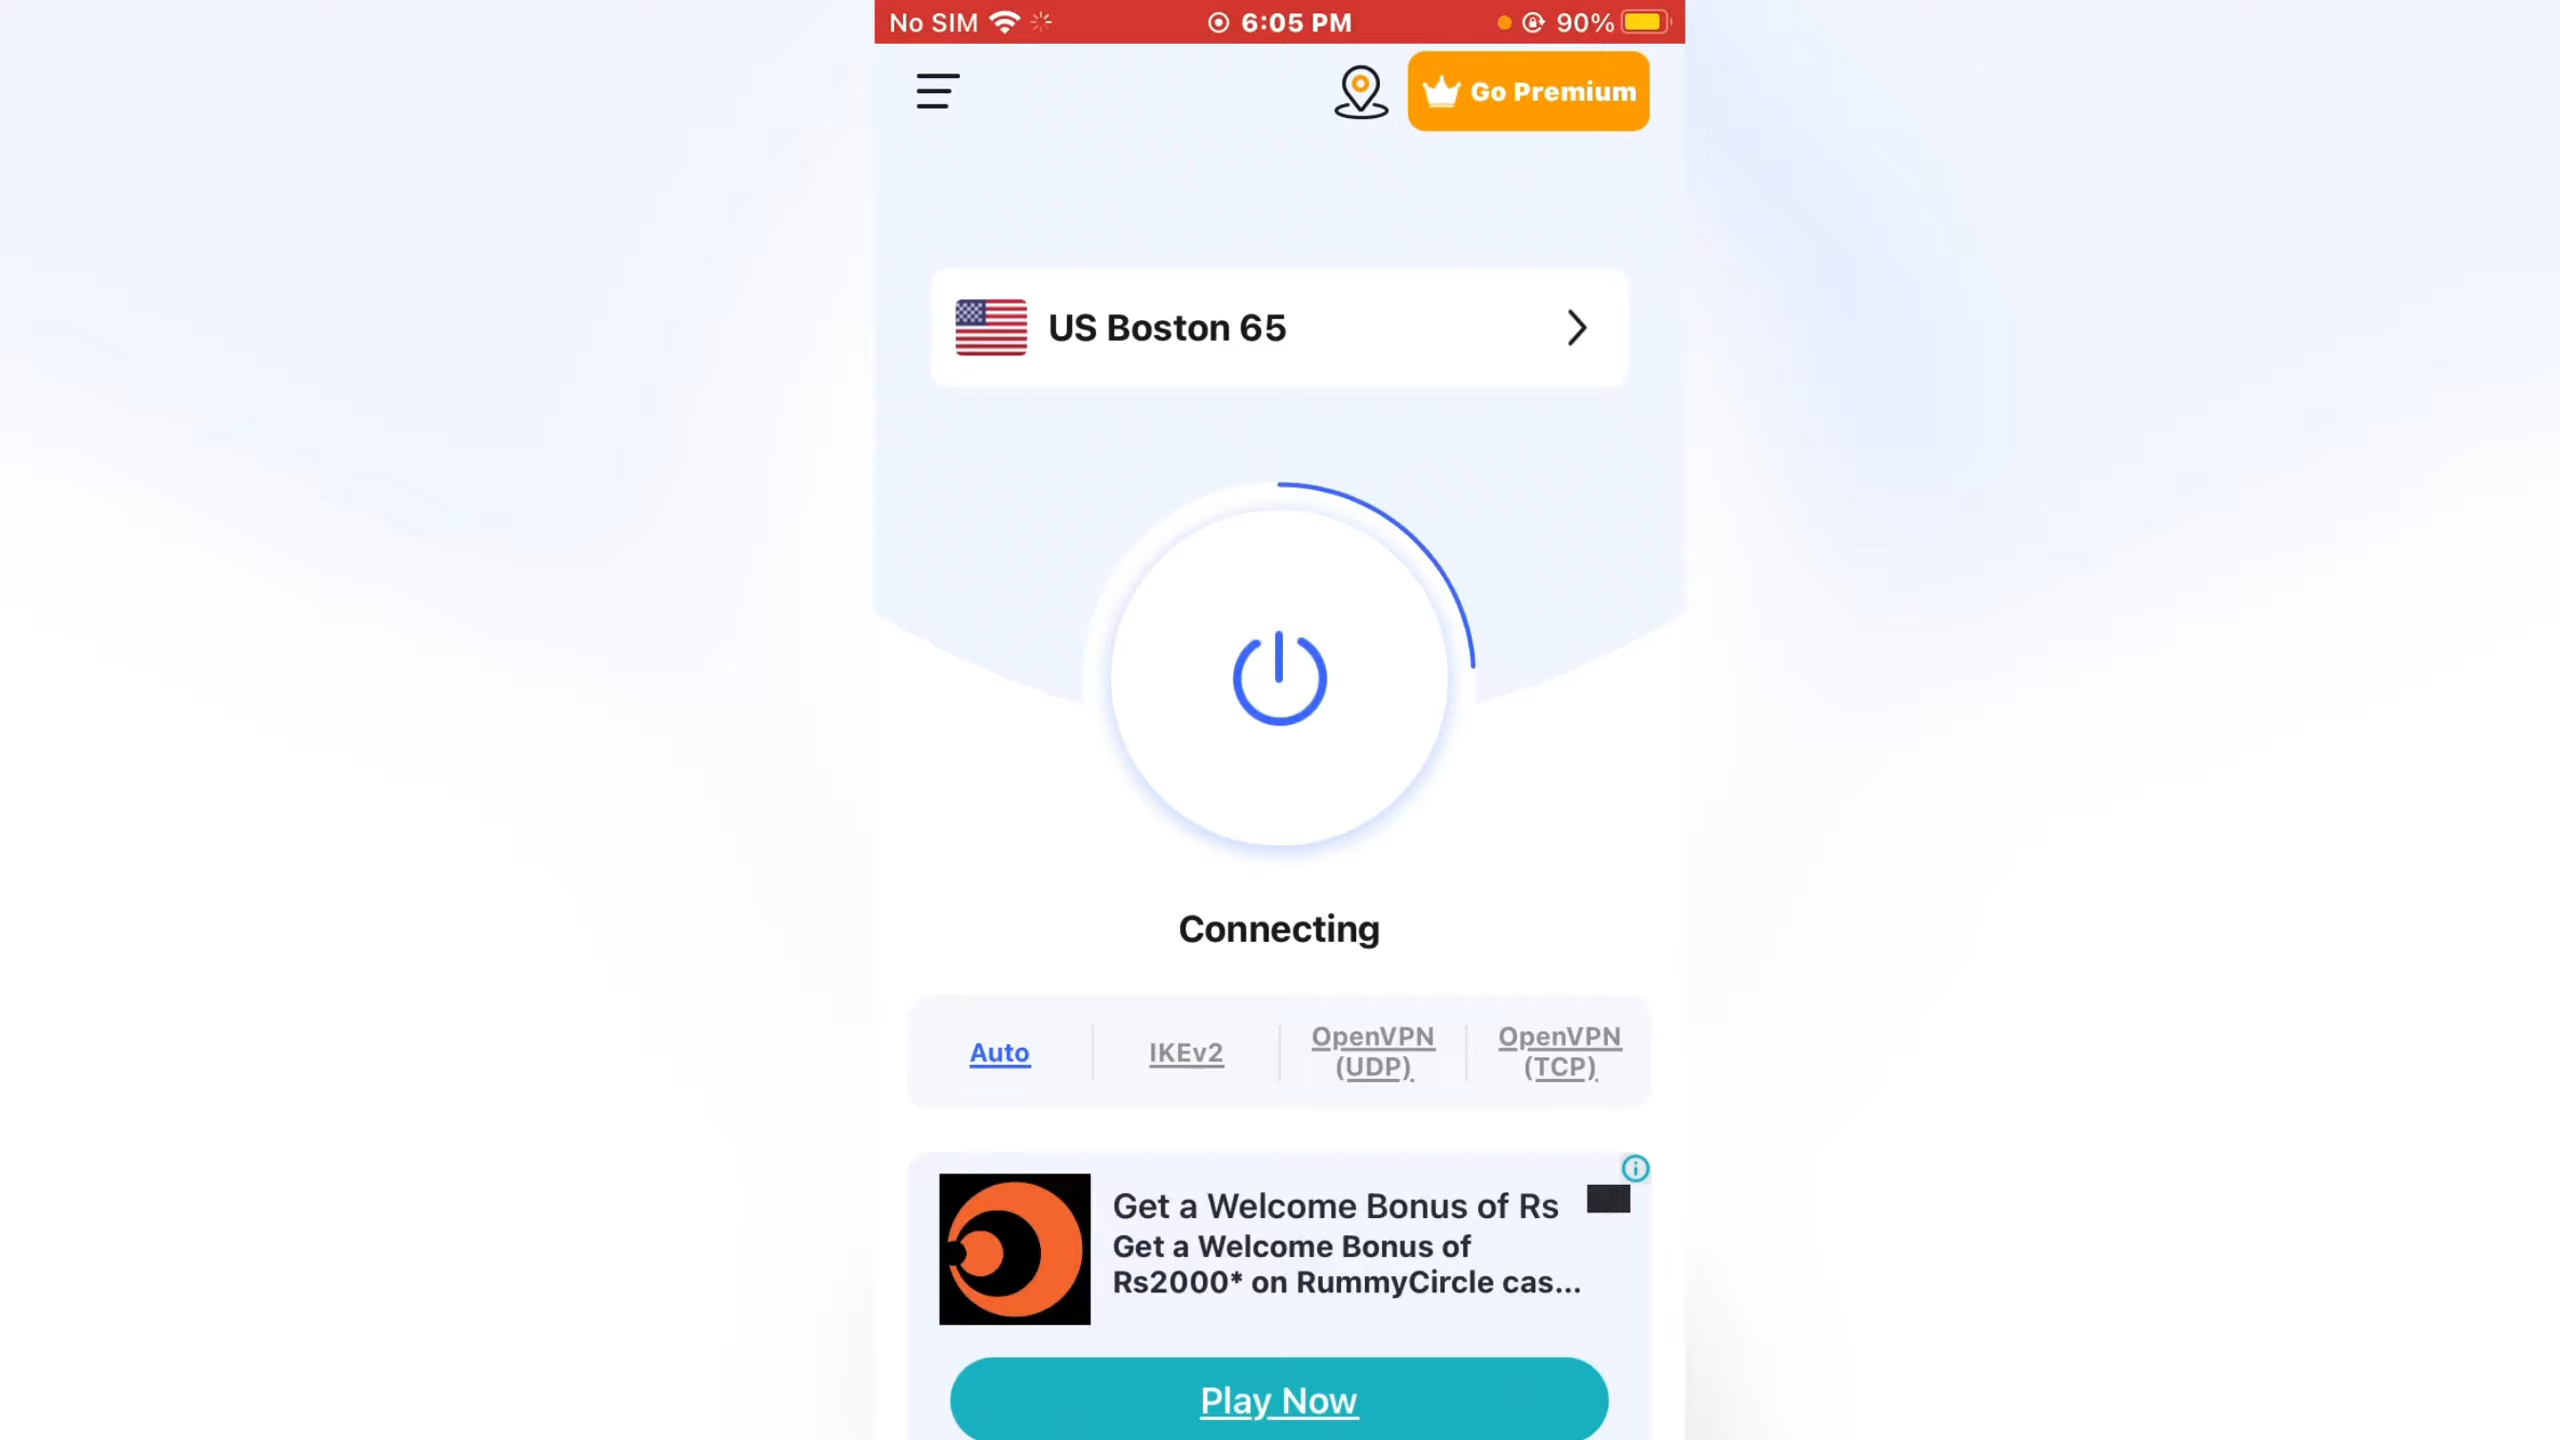 No SIM 6:05 PM 90%
Go Premium
US Boston 65
Connecting
Auto
IKEv2
OpenVPN
(UDP)
OpenVPN
(TCP)
Get a Welcome Bonus of Rs
Get a Welcome Bonus of
Rs2000* on RummyCircle cas...
Play Now